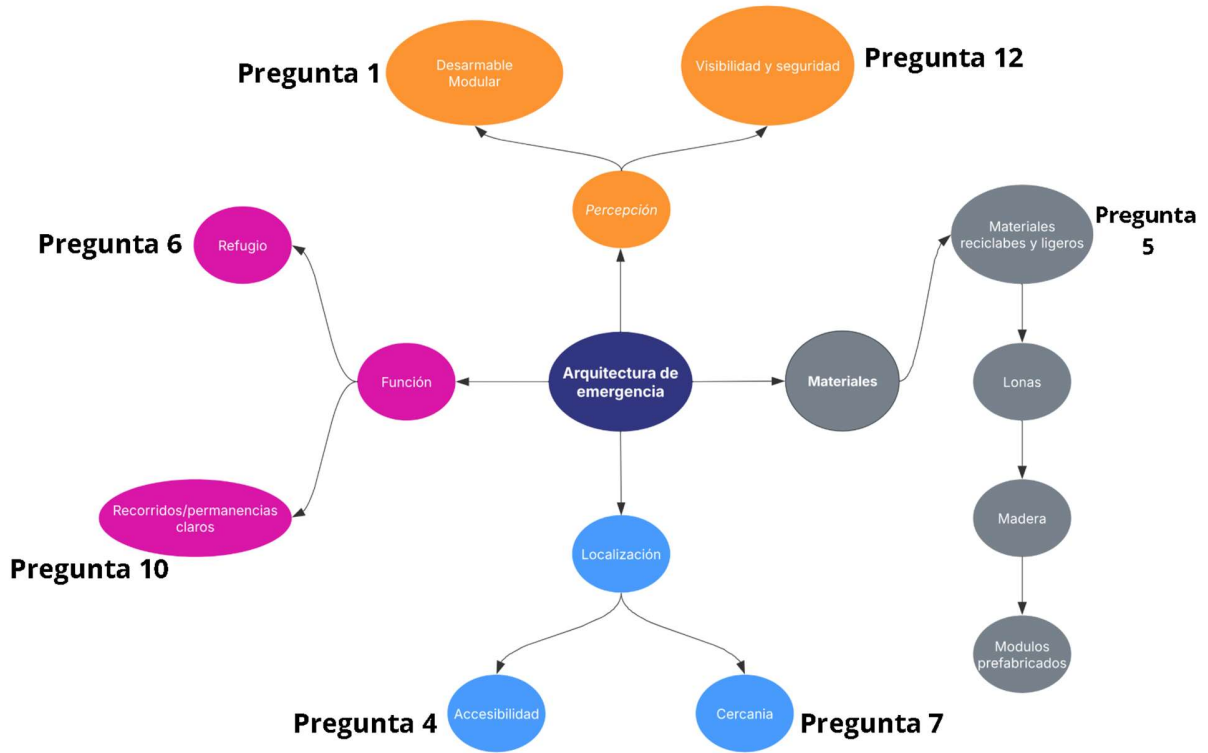 Pregunta 1
Desarmable
Modular
Visibilidad y seguridad
Pregunta 12
Percepción
Pregunta 6
Refugio
Materiales
reciclabes y ligeros
Pregunta
5
Función
Arquitectura de
emergencia
Materiales
Lonas
Recorridos/permanencias
claros
Pregunta 10
Localización
Madera
Modulos
prefabricados
Pregunta 4
Accesibilidad
Cercania
Pregunta 7